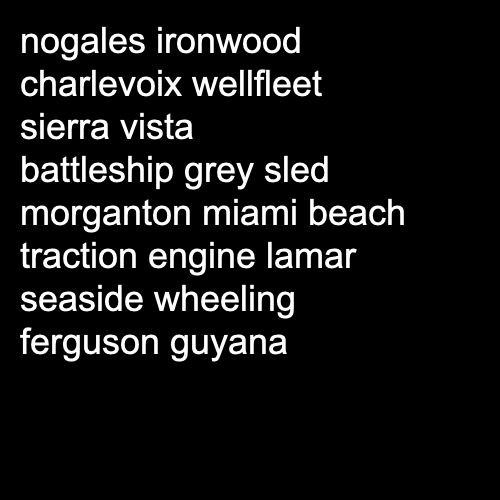 nogales ironwood
charlevoix wellfleet
sierra vista
battleship grey sled
morganton miami beach
traction engine lamar
seaside wheeling
ferguson guyana